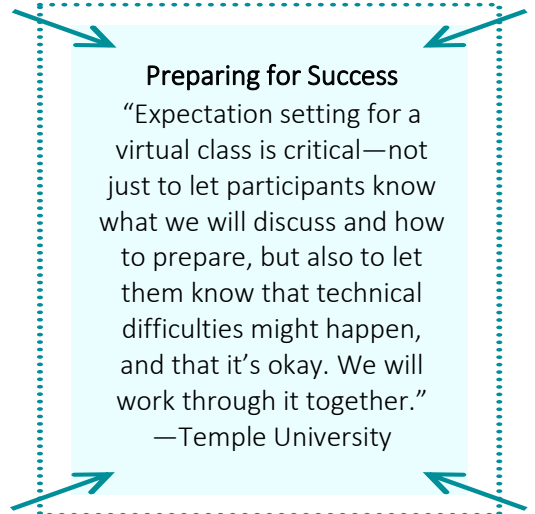 Preparing for Success
“Expectation setting for a
virtual class is critical—not
just to let participants know
what we will discuss and how
to prepare, but also to let
them know that technical
difficulties might happen,
and that it’s okay. We will
work through it together.”
—Temple University